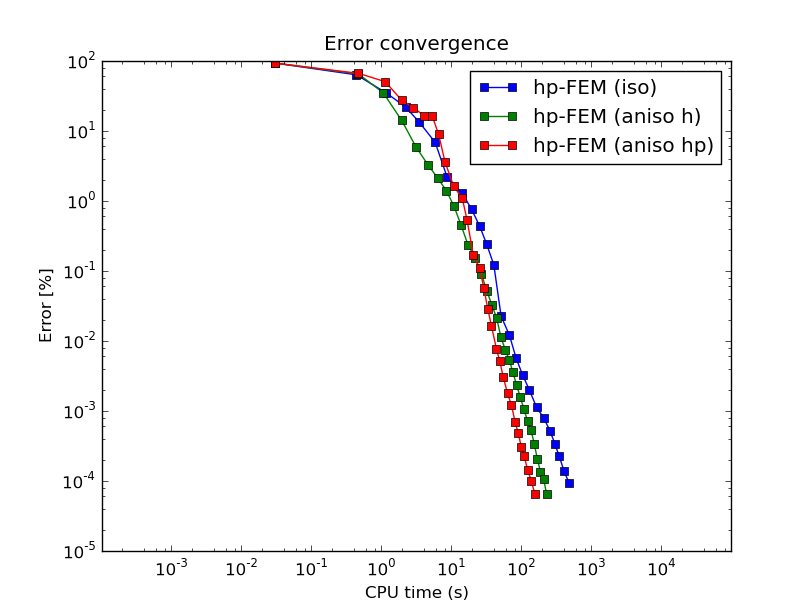 Error convergence
10^2
10^1
10^0
10^-1
10^-2
10^-3
10^-4
10^-5
Error [%]
hp-FEM (iso)
hp-FEM (aniso h)
hp-FEM (aniso hp)
10^-3 10^-2 10^-1 10^0 10^1 10^2 10^3 10^4
CPU time (s)